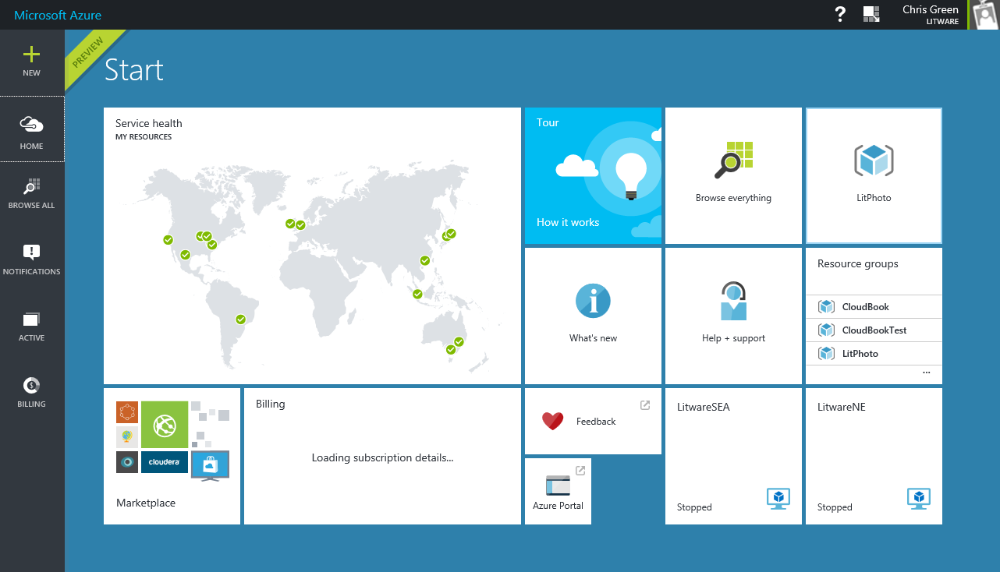 Microsoft Azure
?
Chris Green
LITWARE
NEW
HOME
BROWSE ALL
NOTIFICATIONS
ACTIVE
BILLING
PREVIEW
Start
Service health
MY RESOURCES
Tour
How it works
Browse everything
LitPhoto
What's new
Help + support
Resource groups
CloudBook
CloudBookTest
LitPhoto
...
cloudera
Marketplace
Billing
Loading subscription details...
Feedback
Azure Portal
LitwareSEA
Stopped
LitwareNE
Stopped